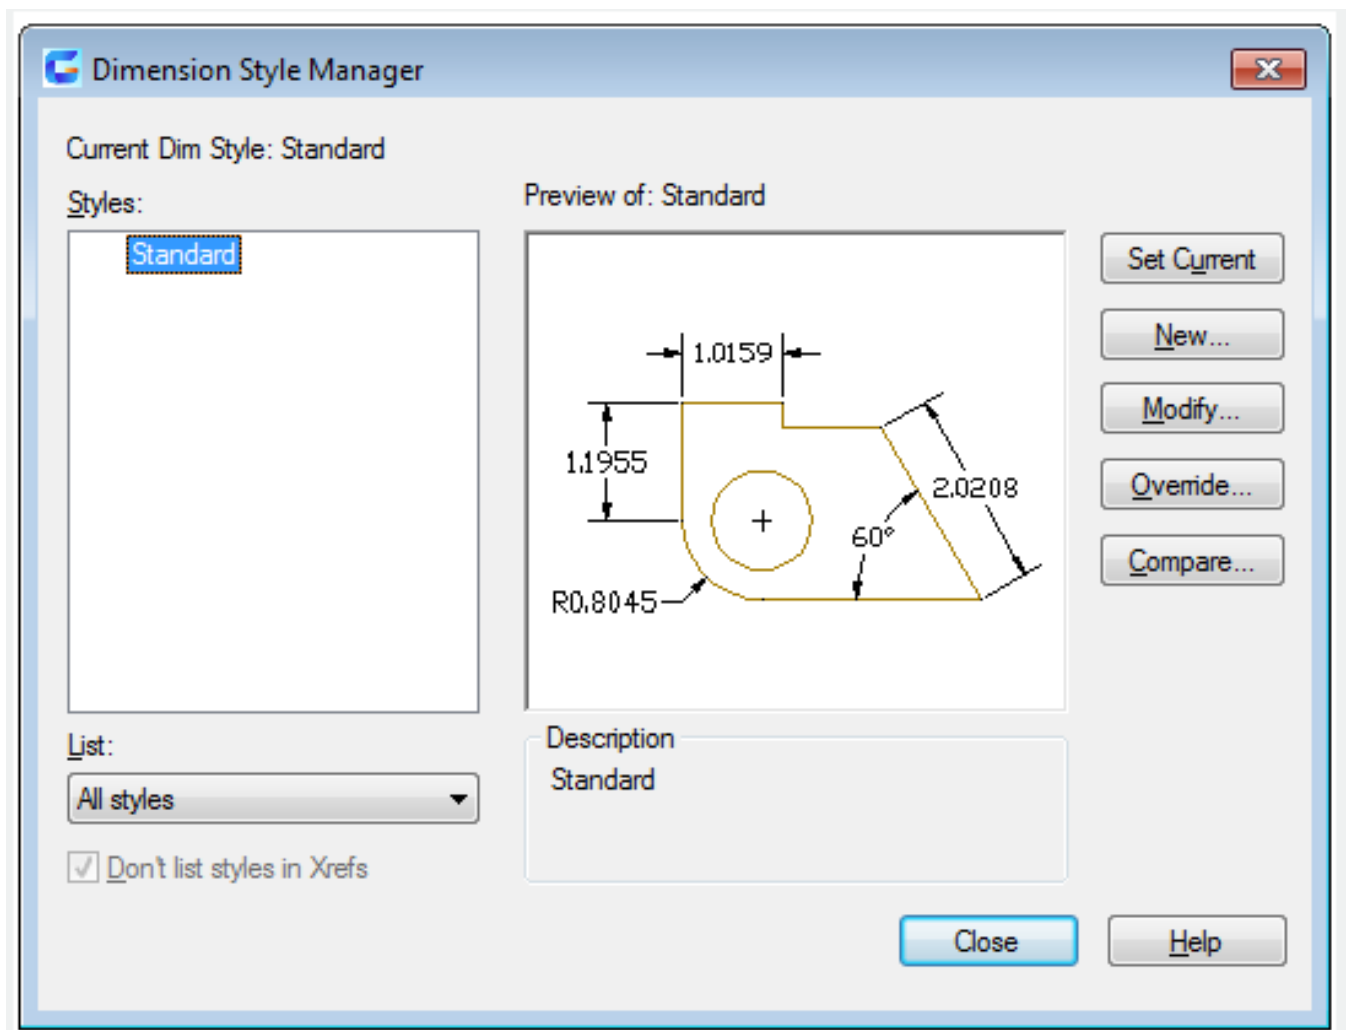 Dimension Style Manager
Current Dim Style: Standard
Styles:
Preview of: Standard
Standard
Set Current
New...
Modify...
Override...
Compare...
1.0159
1.1955
2.0208
60°
R0.8045
List:
All styles
Don't list styles in Xrefs
Description
Standard
Close
Help